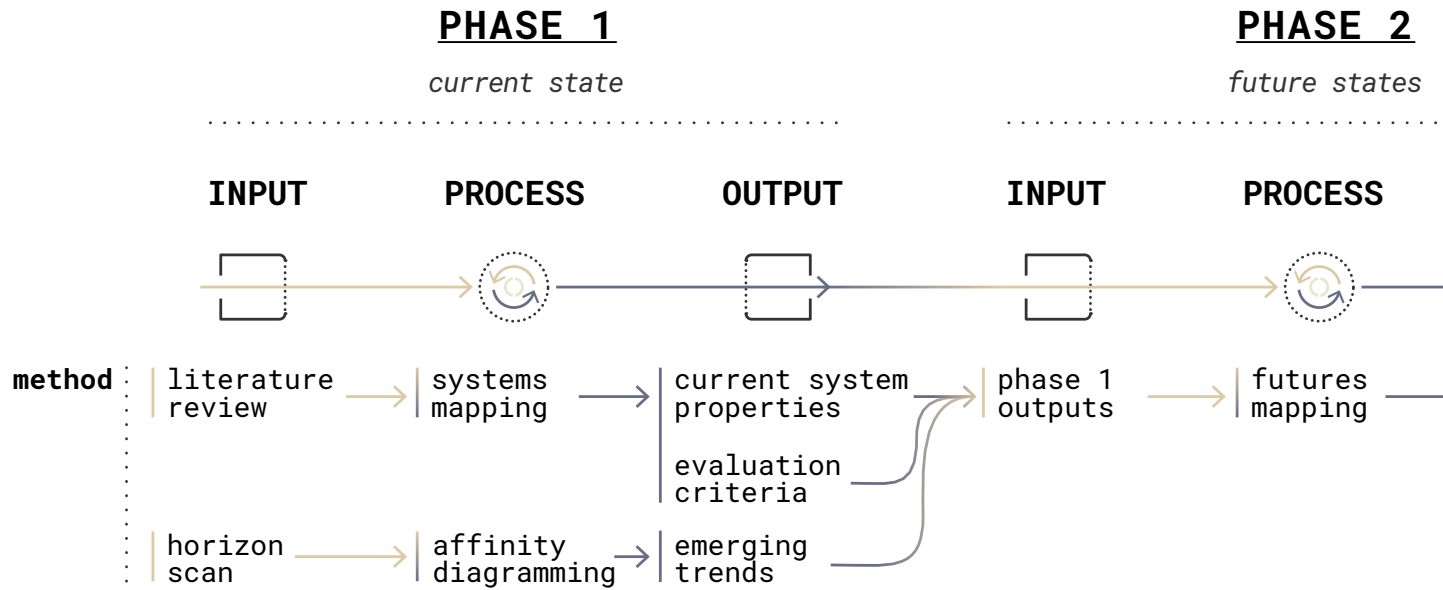 PHASE 1
PHASE 2
current state
future states
INPUT
PROCESS
OUTPUT
INPUT
PROCESS
method
literature
review
systems
mapping
current system
properties
phase 1
outputs
futures
mapping
evaluation
criteria
horizon
scan
affinity
diagramming
emerging
trends